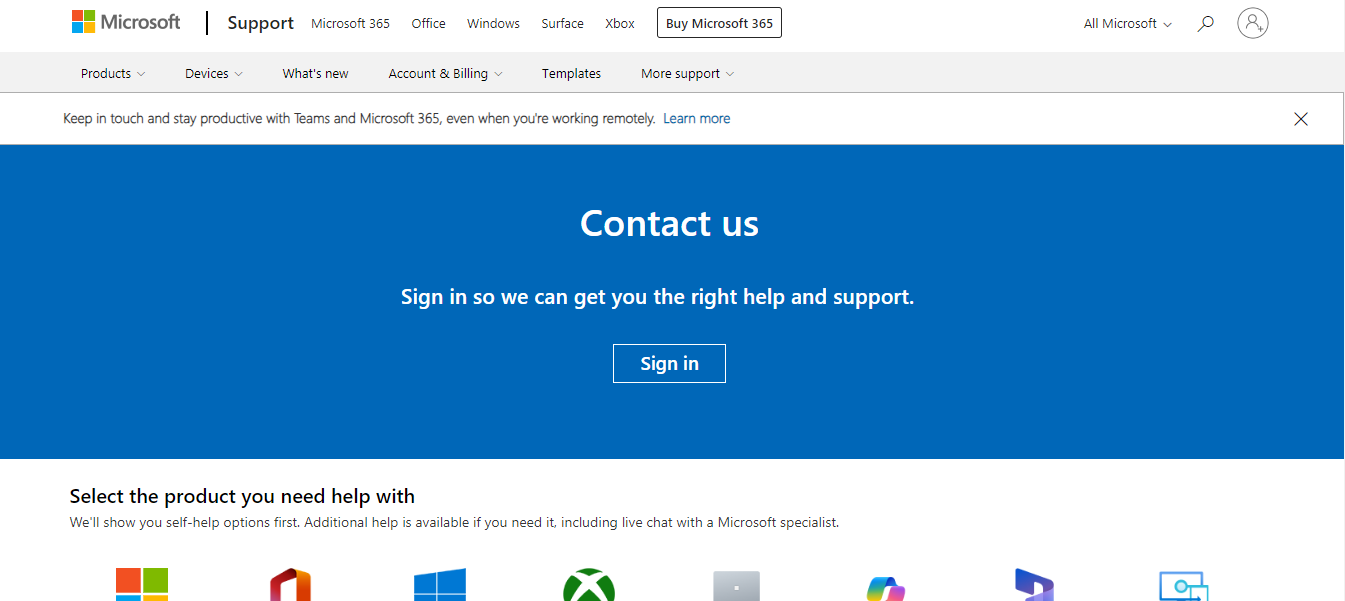 Microsoft Support Microsoft 365 Office Windows Surface Xbox Buy Microsoft 365 All Microsoft
Products Devices What's new Account & Billing Templates More support
Keep in touch and stay productive with Teams and Microsoft 365, even when you're working remotely. Learn more
Contact us
Sign in so we can get you the right help and support.
Sign in
Select the product you need help with
We'll show you self-help options first. Additional help is available if you need it, including live chat with a Microsoft specialist.